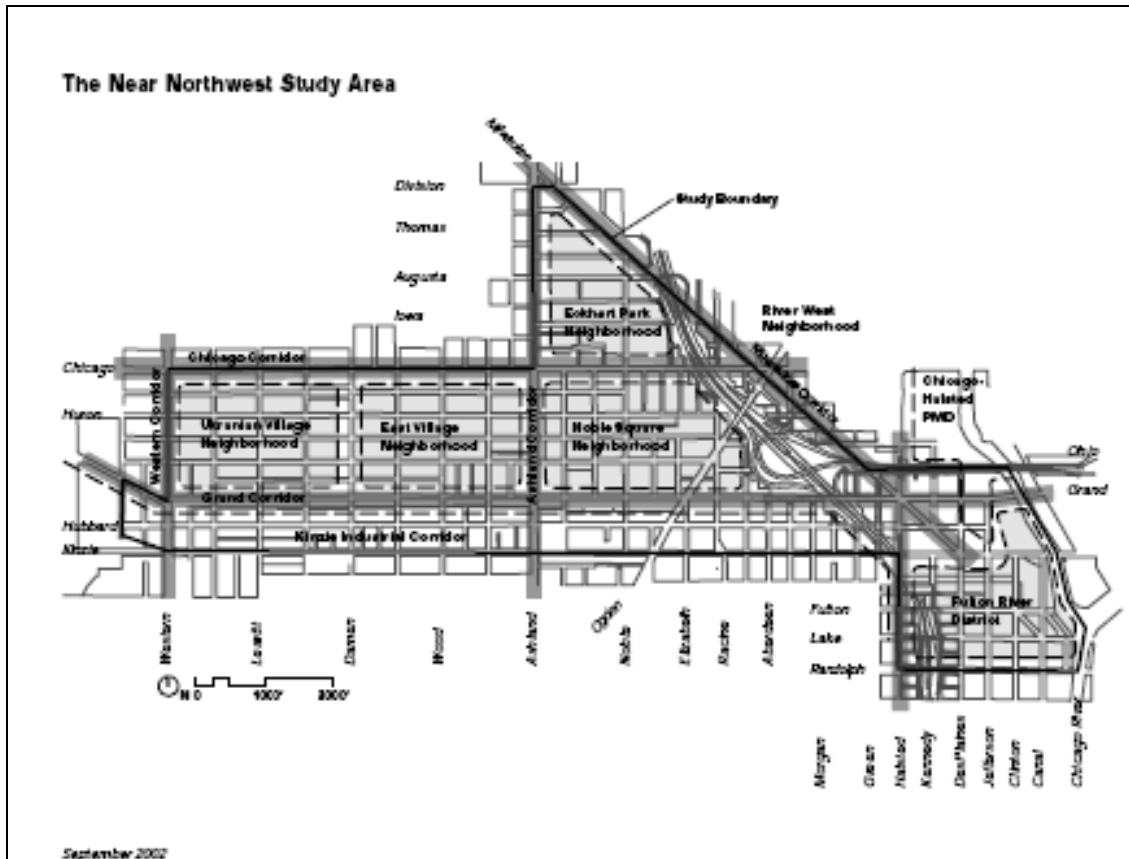 The Near Northwest Study Area
Milwaukee
Division
Study Boundary
Thomas
Augusta
Iowa
Eckhart Park
Neighborhood
River West
Neighborhood
Chicago Corridor
Chicago
Milwaukee Corridor
Chicago-
Halsted
PMD
Western Corridor
Huron
Ukranian Village
Neighborhood
East Village
Neighborhood
Ashland Corridor
Noble Square
Neighborhood
Ohio
Grand Corridor
Grand
Hubbard
Kinzie Industrial Corridor
Kinzie
Fulton
Fulton River
District
Lake
Randolph
Western
Leavitt
Damen
Wood
Ashland
Ogden
Noble
Elizabeth
Racine
Aberdeen
N 0 1000' 2000'
Morgan
Green
Halsted
Kennedy
DesPlaines
Jefferson
Clinton
Canal
Chicago River
September 2002